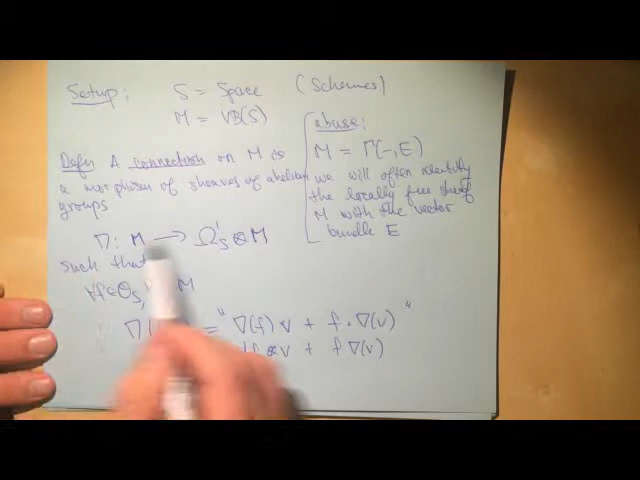 Setup: S = Space (Schemes)
M = VB(S)
Defn A connection on M is
a morphism of sheaves of abelian
groups
∇: M → Ω¹_S ⊗ M
such that
∀f∈O_S, M
∇( = "∇(f)v + f·∇(v)"
df⊗v + f∇(v)
abuse:
M = Γ(-, E)
we will often identify
the locally free sheaf
M with the vector
bundle E